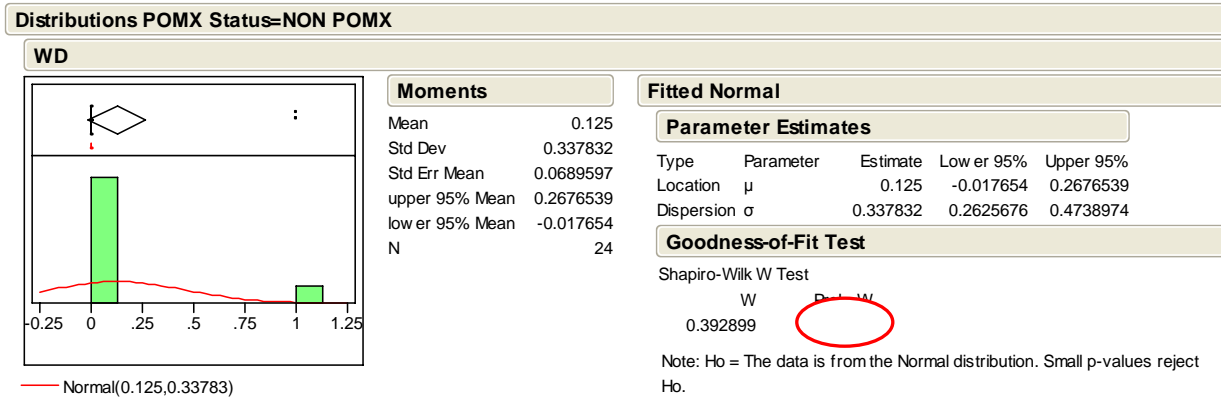 Distributions POMX Status=NON POMX
WD
-0.25 0 .25 .5 .75 1 1.25
Normal(0.125,0.33783)
Moments
Mean 0.125
Std Dev 0.337832
Std Err Mean 0.0689597
upper 95% Mean 0.2676539
low er 95% Mean -0.017654
N 24
Fitted Normal
Parameter Estimates
Type Parameter Estimate Low er 95% Upper 95%
Location μ 0.125 -0.017654 0.2676539
Dispersion σ 0.337832 0.2625676 0.4738974
Goodness-of-Fit Test
Shapiro-Wilk W Test
W
0.392899
Note: Ho = The data is from the Normal distribution. Small p-values reject
Ho.